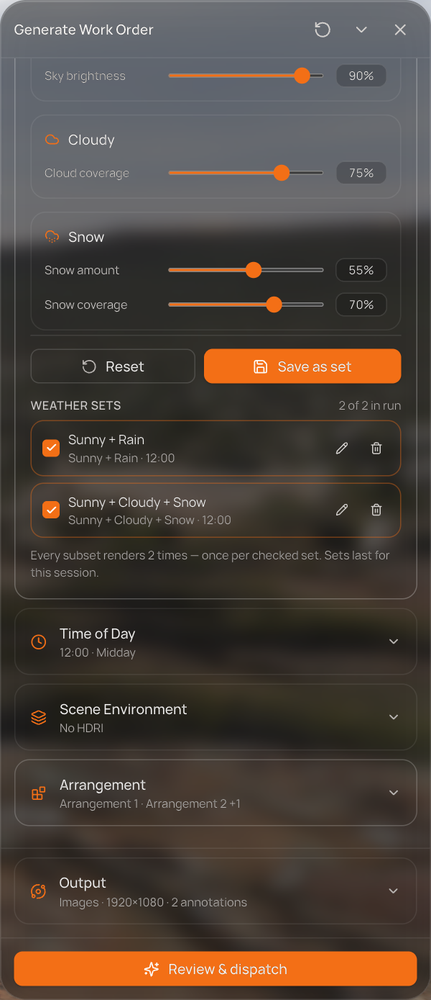 Generate Work Order
Sky brightness
90%
Cloudy
Cloud coverage
75%
Snow
Snow amount
55%
Snow coverage
70%
Reset
Save as set
WEATHER SETS
2 of 2 in run
Sunny + Rain
Sunny + Rain · 12:00
Sunny + Cloudy + Snow
Sunny + Cloudy + Snow · 12:00
Every subset renders 2 times — once per checked set. Sets last for
this session.
Time of Day
12:00 · Midday
Scene Environment
No HDRI
Arrangement
Arrangement 1 · Arrangement 2 +1
Output
Images · 1920×1080 · 2 annotations
Review & dispatch